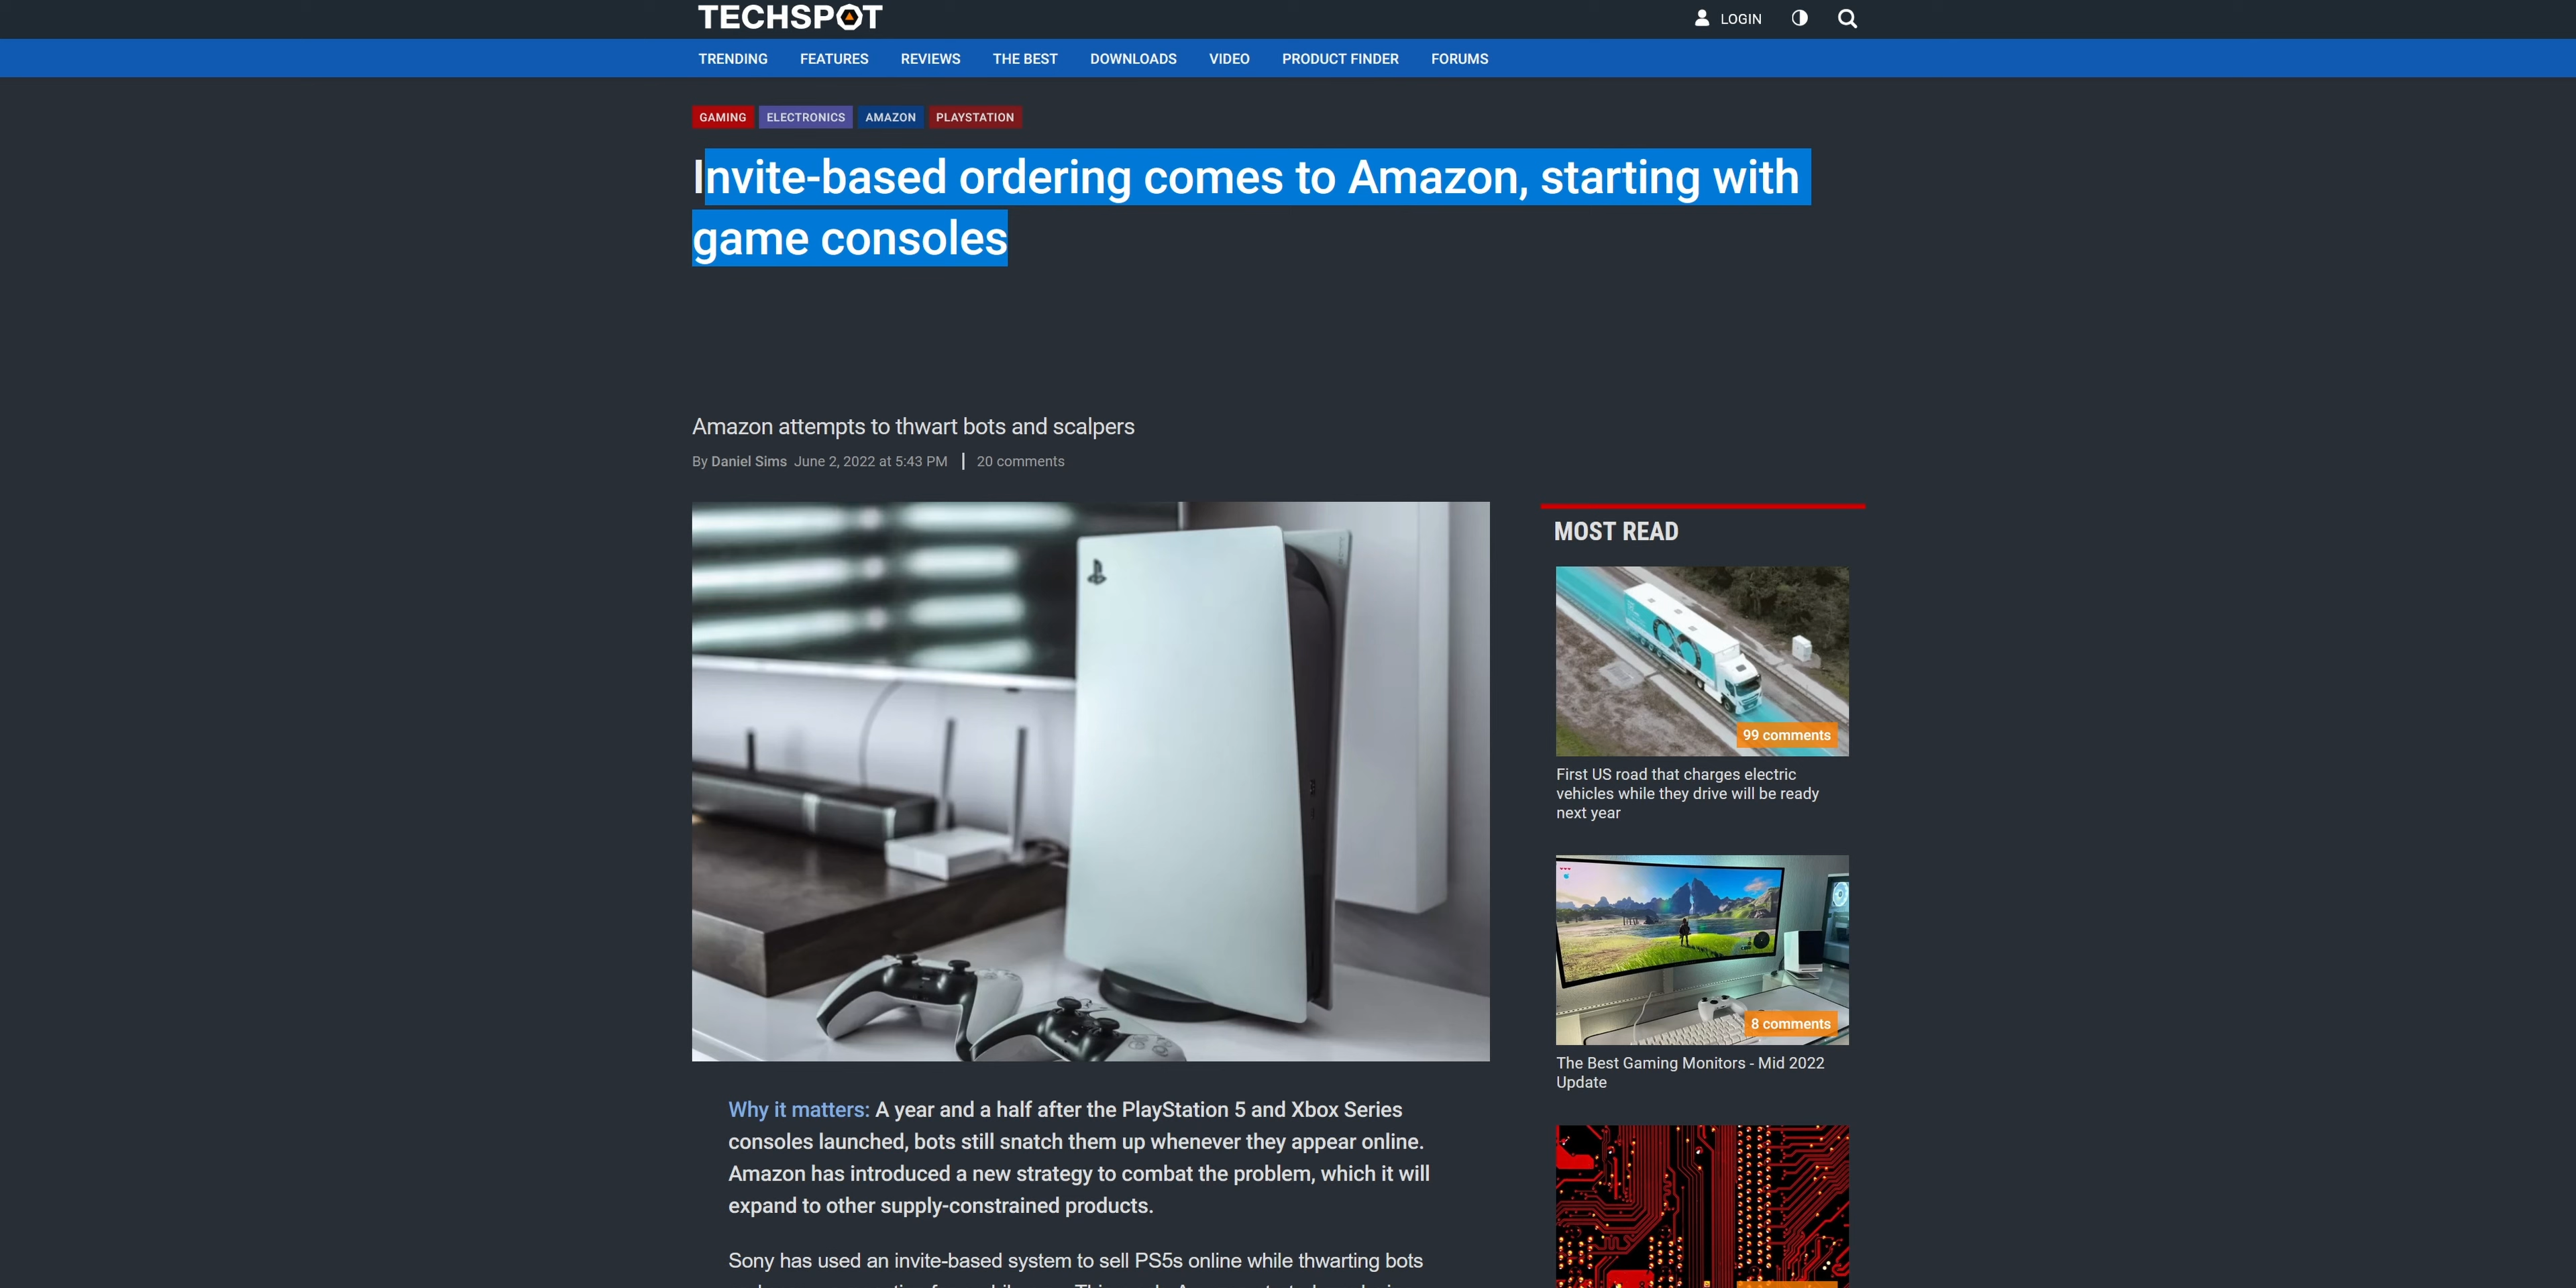 TECHSPOT
LOGIN
TRENDING FEATURES REVIEWS THE BEST DOWNLOADS VIDEO PRODUCT FINDER FORUMS
GAMING ELECTRONICS AMAZON PLAYSTATION
Invite-based ordering comes to Amazon, starting with
game consoles
Amazon attempts to thwart bots and scalpers
By Daniel Sims June 2, 2022 at 5:43 PM | 20 comments
MOST READ
99 comments
First US road that charges electric
vehicles while they drive will be ready
next year
8 comments
The Best Gaming Monitors - Mid 2022
Update
Why it matters: A year and a half after the PlayStation 5 and Xbox Series
consoles launched, bots still snatch them up whenever they appear online.
Amazon has introduced a new strategy to combat the problem, which it will
expand to other supply-constrained products.
Sony has used an invite-based system to sell PS5s online while thwarting bots